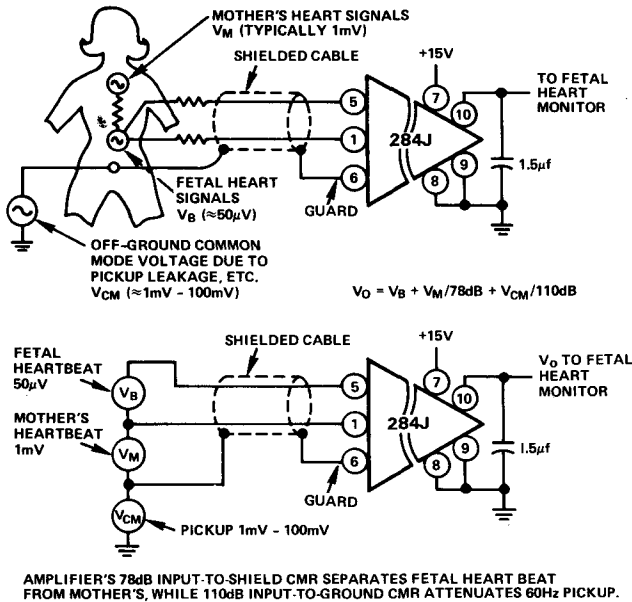 MOTHER'S HEART SIGNALS
VM (TYPICALLY 1mV)
SHIELDED CABLE
+15V
TO FETAL
HEART
MONITOR
5
7
10
1
284J
6
9
8
1.5μf
GUARD
FETAL HEART
SIGNALS
VB (≈50μV)
OFF-GROUND COMMON
MODE VOLTAGE DUE TO
PICKUP LEAKAGE, ETC.
VCM (≈1mV - 100mV)
VO = VB + VM/78dB + VCM/110dB
SHIELDED CABLE
+15V
FETAL
HEARTBEAT
50μV
VO TO FETAL
HEART
MONITOR
5
7
10
VB
1
284J
MOTHER'S
HEARTBEAT
1mV
VM
6
9
8
1.5μf
GUARD
VCM
PICKUP 1mV - 100mV
AMPLIFIER'S 78dB INPUT-TO-SHIELD CMR SEPARATES FETAL HEART BEAT
FROM MOTHER'S, WHILE 110dB INPUT-TO-GROUND CMR ATTENUATES 60Hz PICKUP.